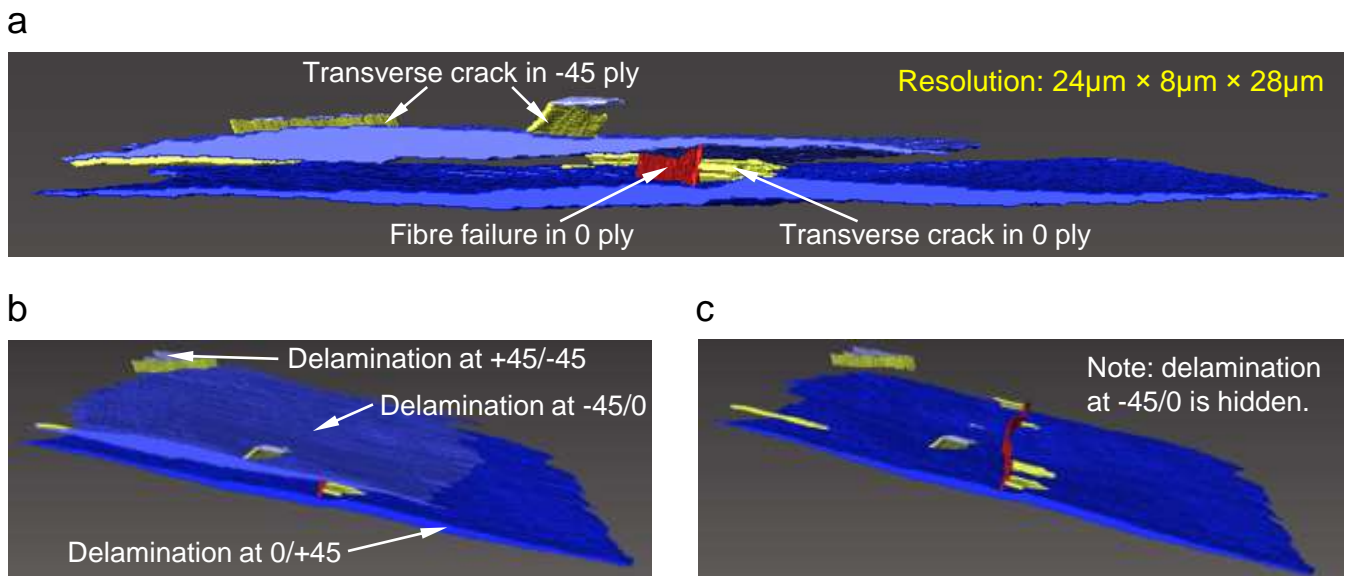 a
Transverse crack in -45 ply
Resolution: 24μm × 8μm × 28μm
Fibre failure in 0 ply
Transverse crack in 0 ply
b
Delamination at +45/-45
Delamination at -45/0
Delamination at 0/+45
c
Note: delamination
at -45/0 is hidden.